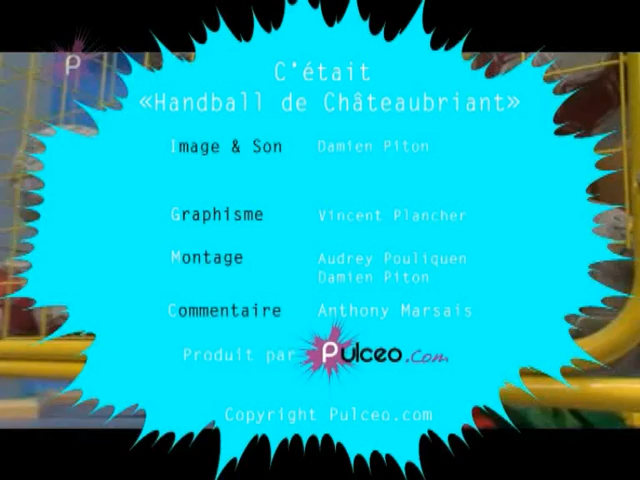 P
C'était
«Handball de Châteaubriant»
Image & Son Damien Piton
Graphisme Vincent Plancher
Montage Audrey Pouliquen
Damien Piton
Commentaire Anthony Marsais
Produit par Pulceo.com
Copyright Pulceo.com